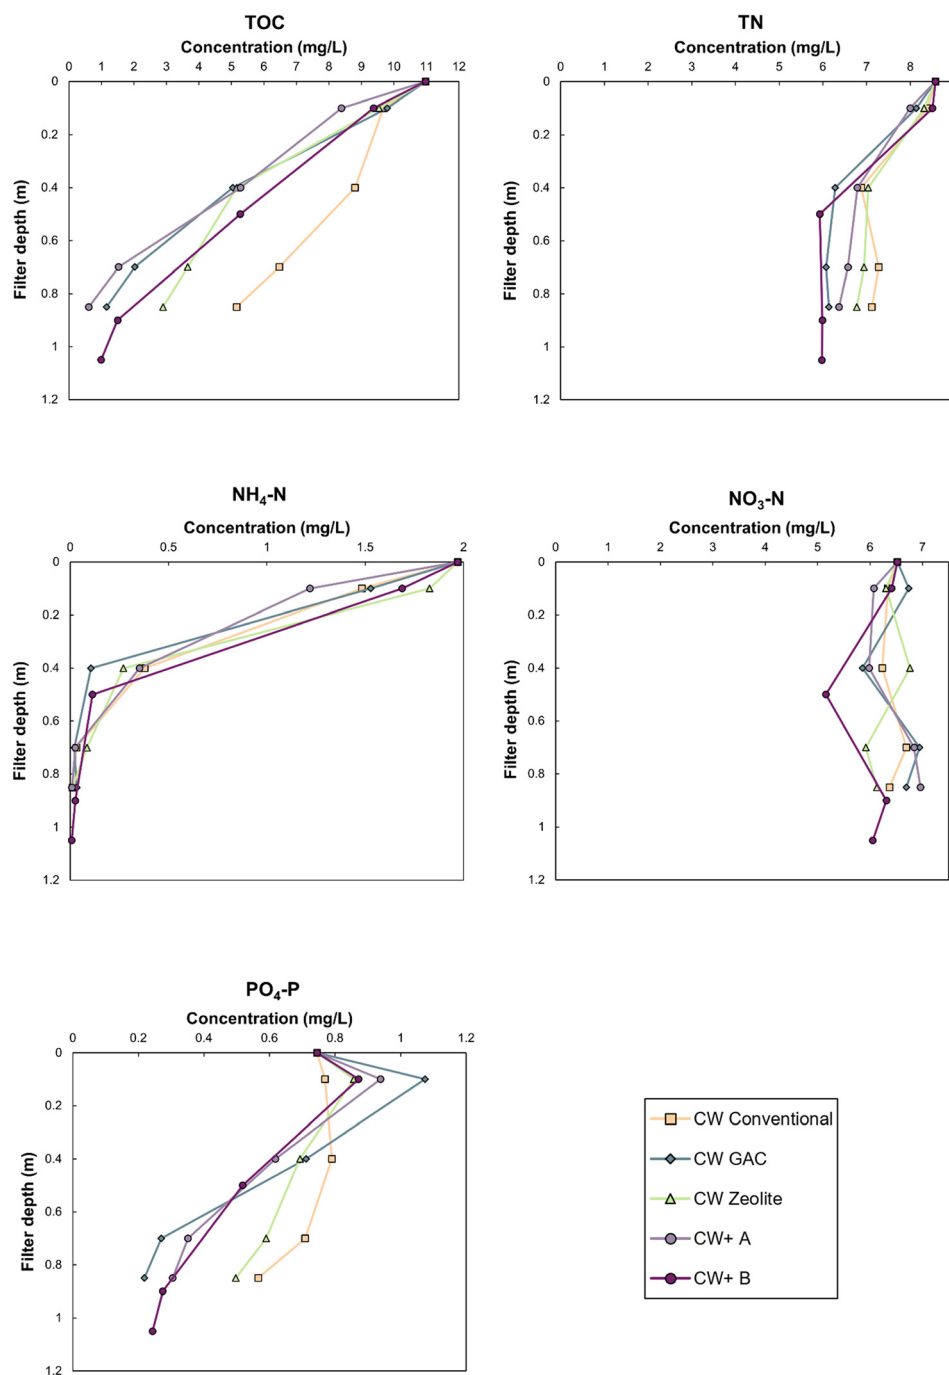 TOC
Concentration (mg/L)
0 1 2 3 4 5 6 7 8 9 10 11 12
0
0.2
0.4
0.6
0.8
1
1.2
Filter depth (m)
TN
Concentration (mg/L)
0 1 2 3 4 5 6 7 8
0
0.2
0.4
0.6
0.8
1
1.2
Filter depth (m)
NH₄-N
Concentration (mg/L)
0 0.5 1 1.5 2
0
0.2
0.4
0.6
0.8
1
1.2
Filter depth (m)
NO₃-N
Concentration (mg/L)
0 1 2 3 4 5 6 7
0
0.2
0.4
0.6
0.8
1
1.2
Filter depth (m)
PO₄-P
Concentration (mg/L)
0 0.2 0.4 0.6 0.8 1 1.2
0
0.2
0.4
0.6
0.8
1
1.2
Filter depth (m)
CW Conventional
CW GAC
CW Zeolite
CW+ A
CW+ B